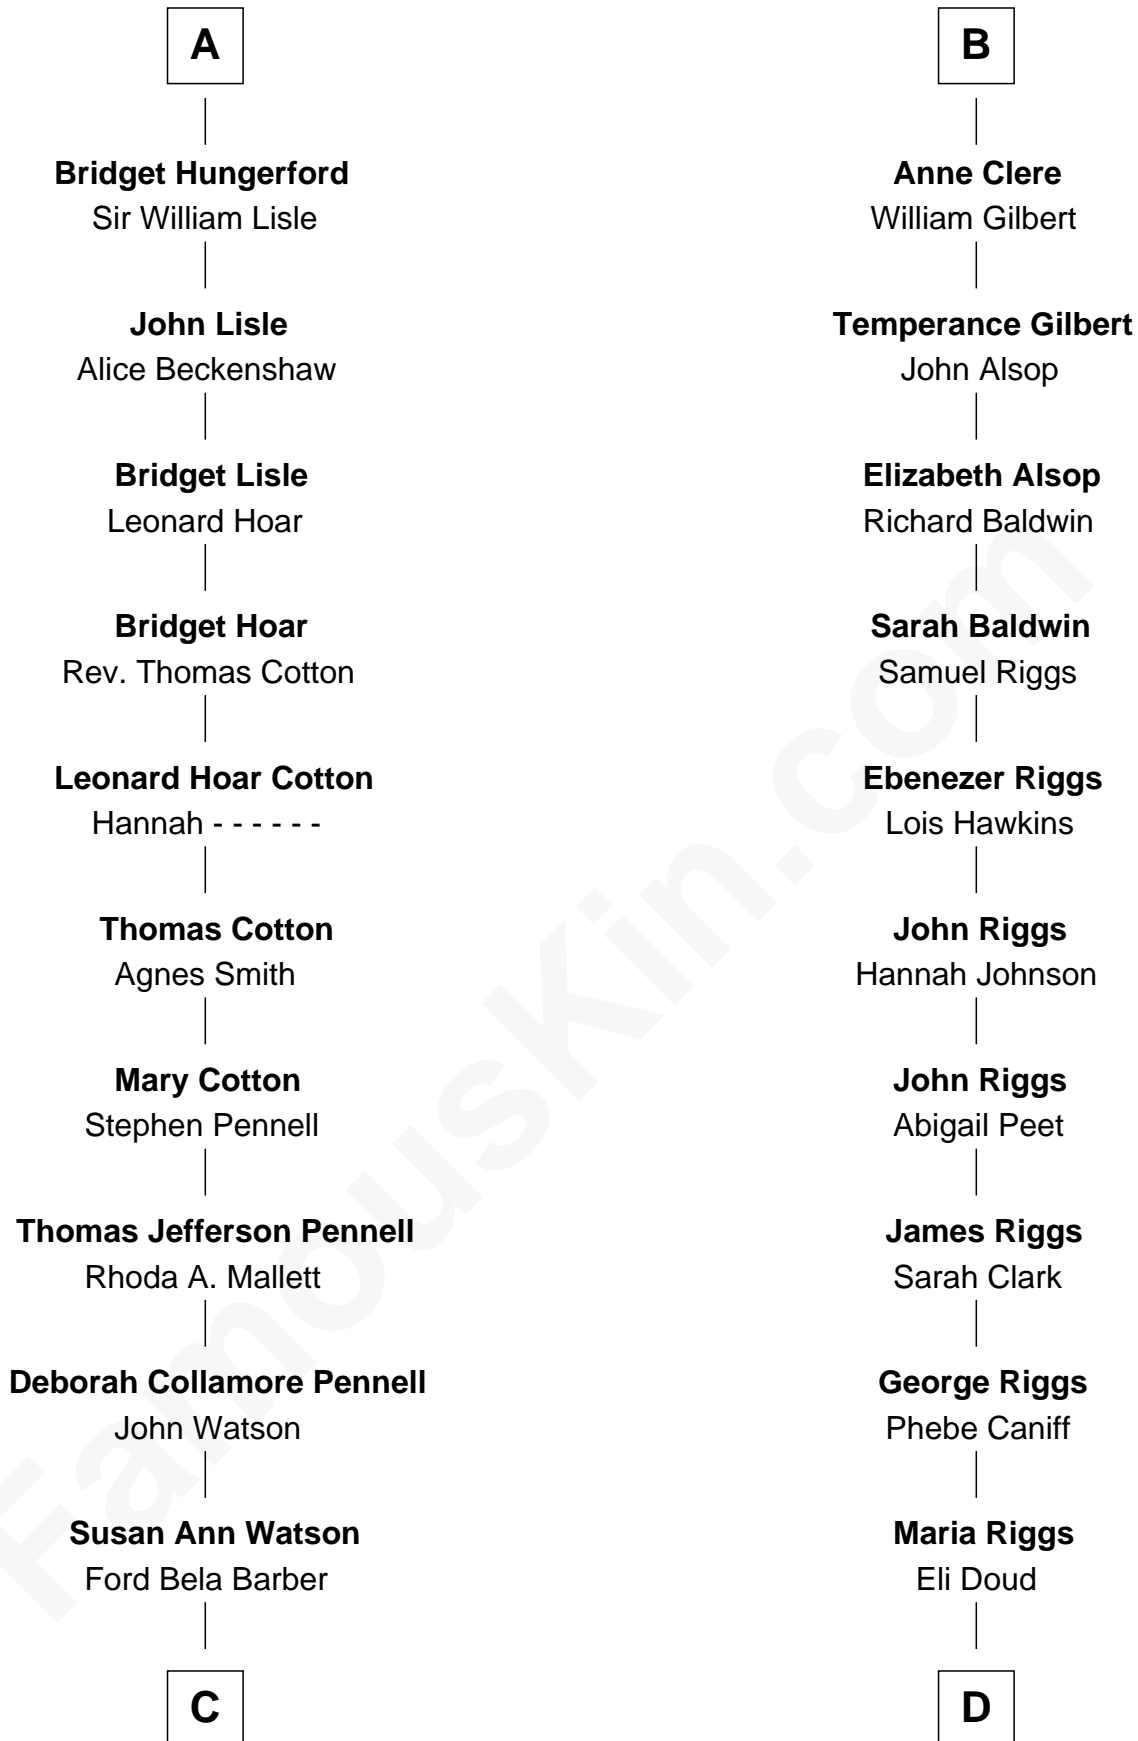 A
Bridget Hungerford
Sir William Lisle
John Lisle
Alice Beckenshaw
Bridget Lisle
Leonard Hoar
Bridget Hoar
Rev. Thomas Cotton
Leonard Hoar Cotton
Hannah - - - - - -
Thomas Cotton
Agnes Smith
Mary Cotton
Stephen Pennell
Thomas Jefferson Pennell
Rhoda A. Mallett
Deborah Collamore Pennell
John Watson
Susan Ann Watson
Ford Bela Barber
C
B
Anne Clere
William Gilbert
Temperance Gilbert
John Alsop
Elizabeth Alsop
Richard Baldwin
Sarah Baldwin
Samuel Riggs
Ebenezer Riggs
Lois Hawkins
John Riggs
Hannah Johnson
John Riggs
Abigail Peet
James Riggs
Sarah Clark
George Riggs
Phebe Caniff
Maria Riggs
Eli Doud
D
FamousKin.com